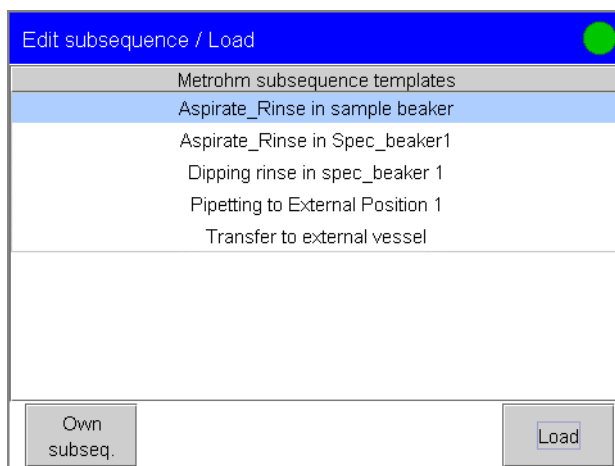 Edit subsequence / Load
Metrohm subsequence templates
Aspirate_Rinse in sample beaker
Aspirate_Rinse in Spec_beaker1
Dipping rinse in spec_beaker 1
Pipetting to External Position 1
Transfer to external vessel
Own
subseq.
Load